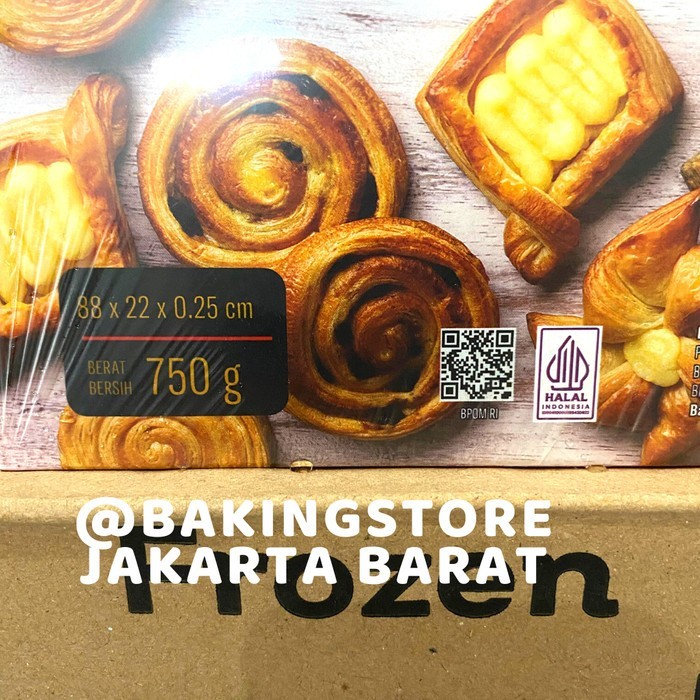 88 x 22 x 0.25 cm
BERAT
BERSIH 750 g
BPOM RI
HALAL
INDONESIA
@BAKINGSTORE
JAKARTA BARAT
Frozen